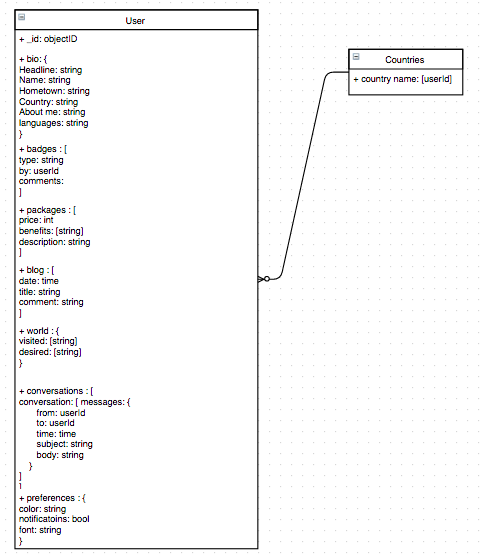 User
+ _id: objectID
+ bio: {
Headline: string
Name: string
Hometown: string
Country: string
About me: string
languages: string
}
+ badges : [
type: string
by: userId
comments:
]
+ packages : [
price: int
benefits: [string]
description: string
]
+ blog : [
date: time
title: string
comment: string
]
+ world : {
visited: [string]
desired: [string]
}
+ conversations : [
conversation: [ messages: {
from: userId
to: userId
time: time
subject: string
body: string
}
]
]
+ preferences : {
color: string
notificatoins: bool
font: string
}
Countries
+ country name: [userId]